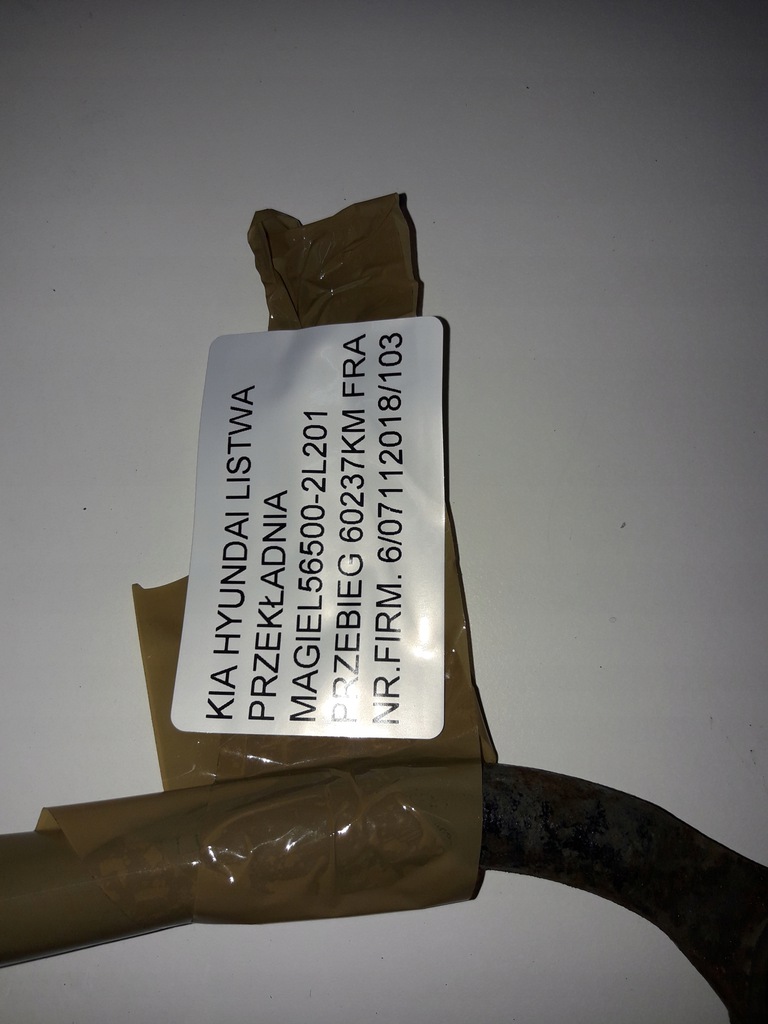 KIA HYUNDAI LISTWA
PRZEKŁADNIA
MAGIEL56500-2L201
PRZEBIEG 60237KM FRA
NR.FIRM. 6/07112018/103